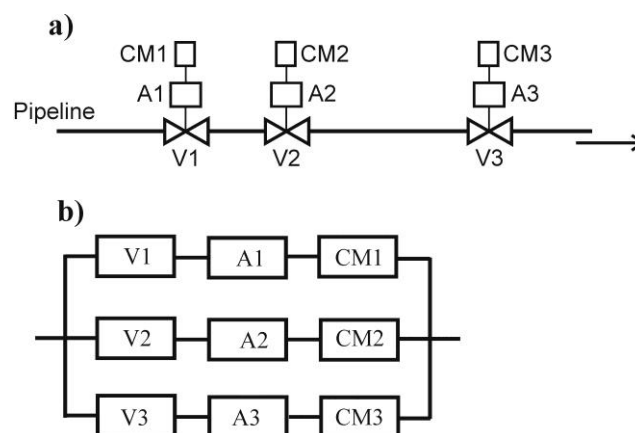 a)
CM1 CM2 CM3
A1 A2 A3
Pipeline
V1 V2 V3
b)
V1 A1 CM1
V2 A2 CM2
V3 A3 CM3